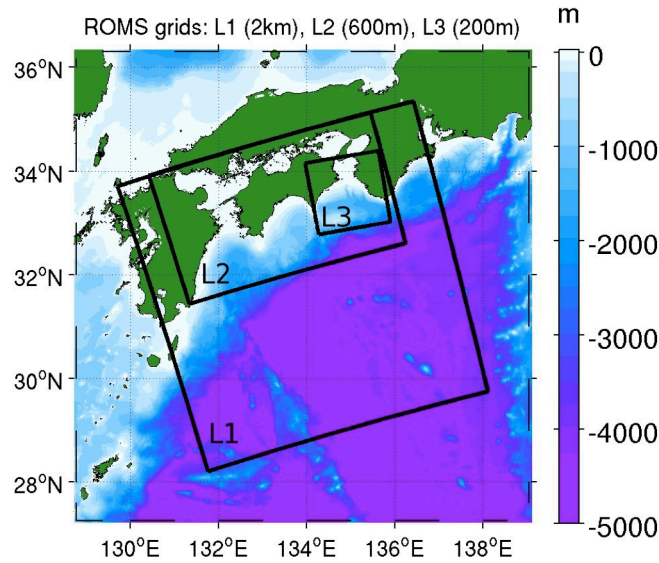 ROMS grids: L1 (2km), L2 (600m), L3 (200m)
m
36°N
34°N
32°N
30°N
28°N
130°E
132°E
134°E
136°E
138°E
L3
L2
L1
0
-1000
-2000
-3000
-4000
-5000